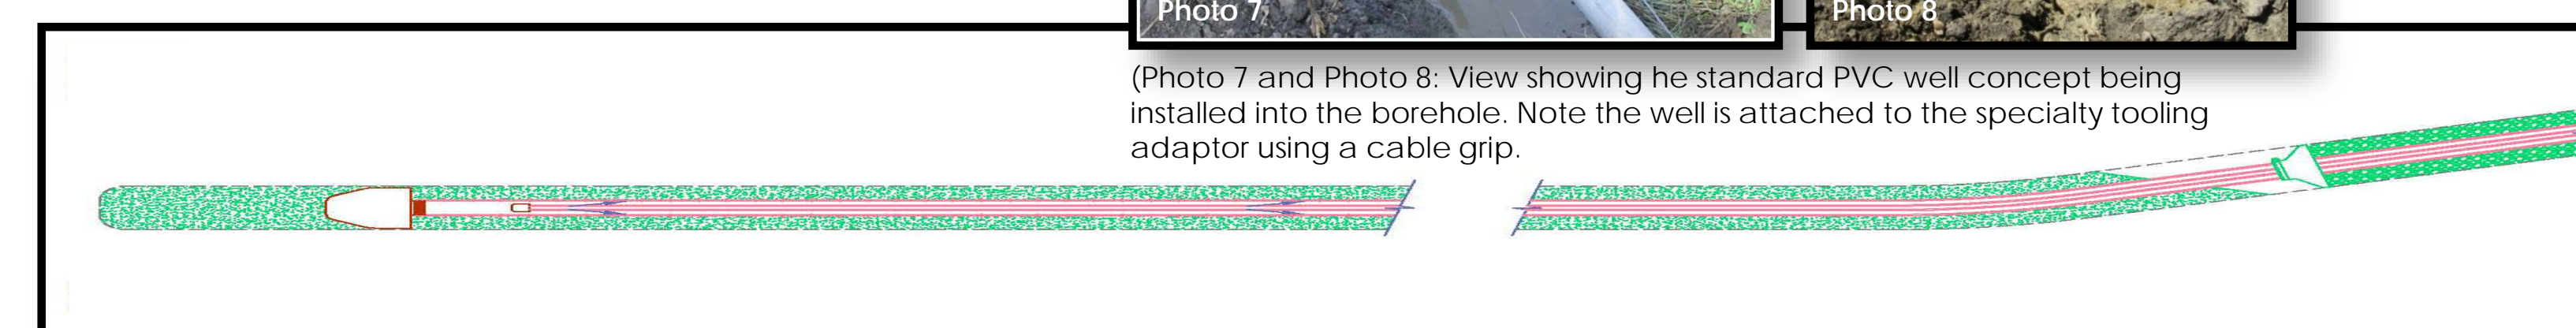 Photo 7
Photo 8
(Photo 7 and Photo 8: View showing he standard PVC well concept being
installed into the borehole. Note the well is attached to the specialty tooling
adaptor using a cable grip.